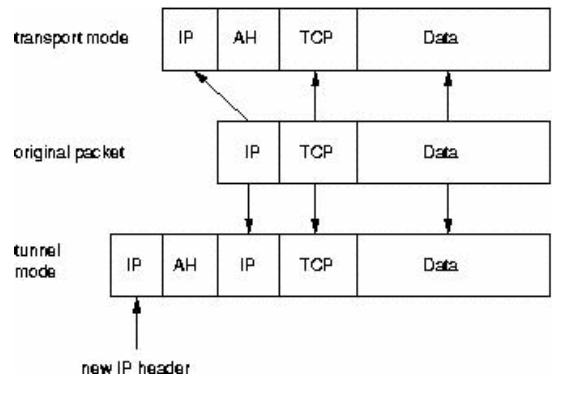 transport mode IP AH TCP Data
original packet IP TCP Data
tunnel
mode
IP AH IP TCP Data
new IP header